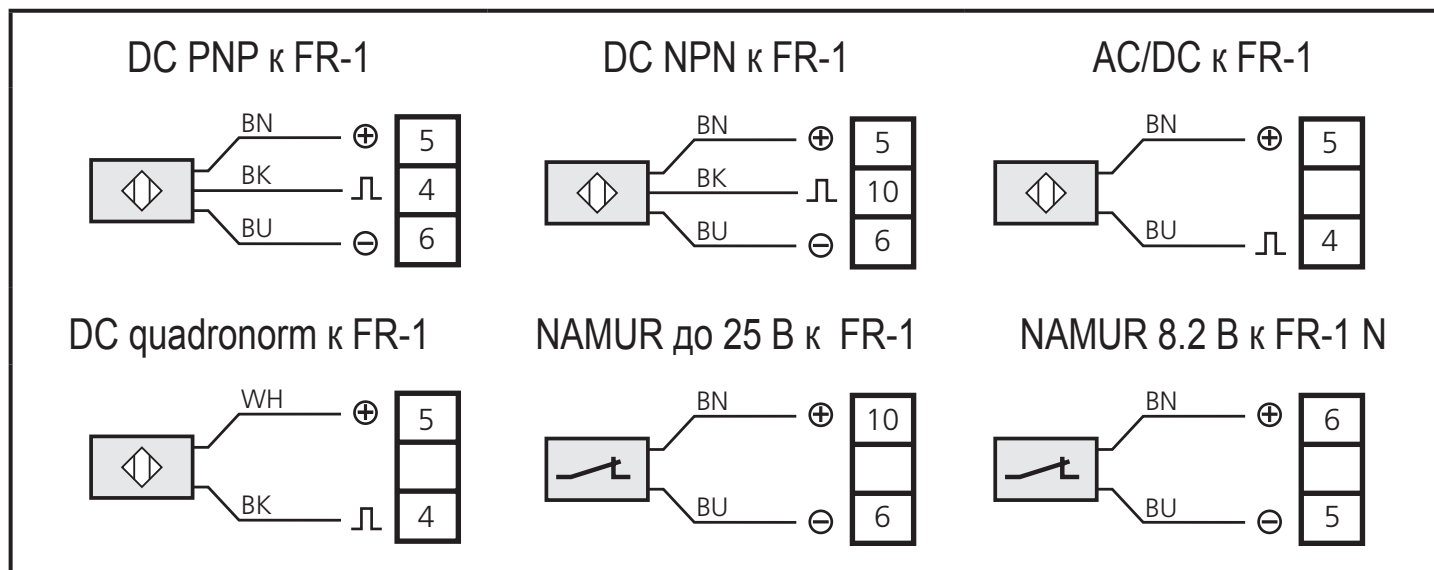 DC PNP к FR-1
BN
5
BK
4
BU
6
DC NPN к FR-1
BN
5
BK
10
BU
6
AC/DC к FR-1
BN
5
BU
4
DC quadronorm к FR-1
WH
5
BK
4
NAMUR до 25 В к FR-1
BN
10
BU
6
NAMUR 8.2 В к FR-1 N
BN
6
BU
5